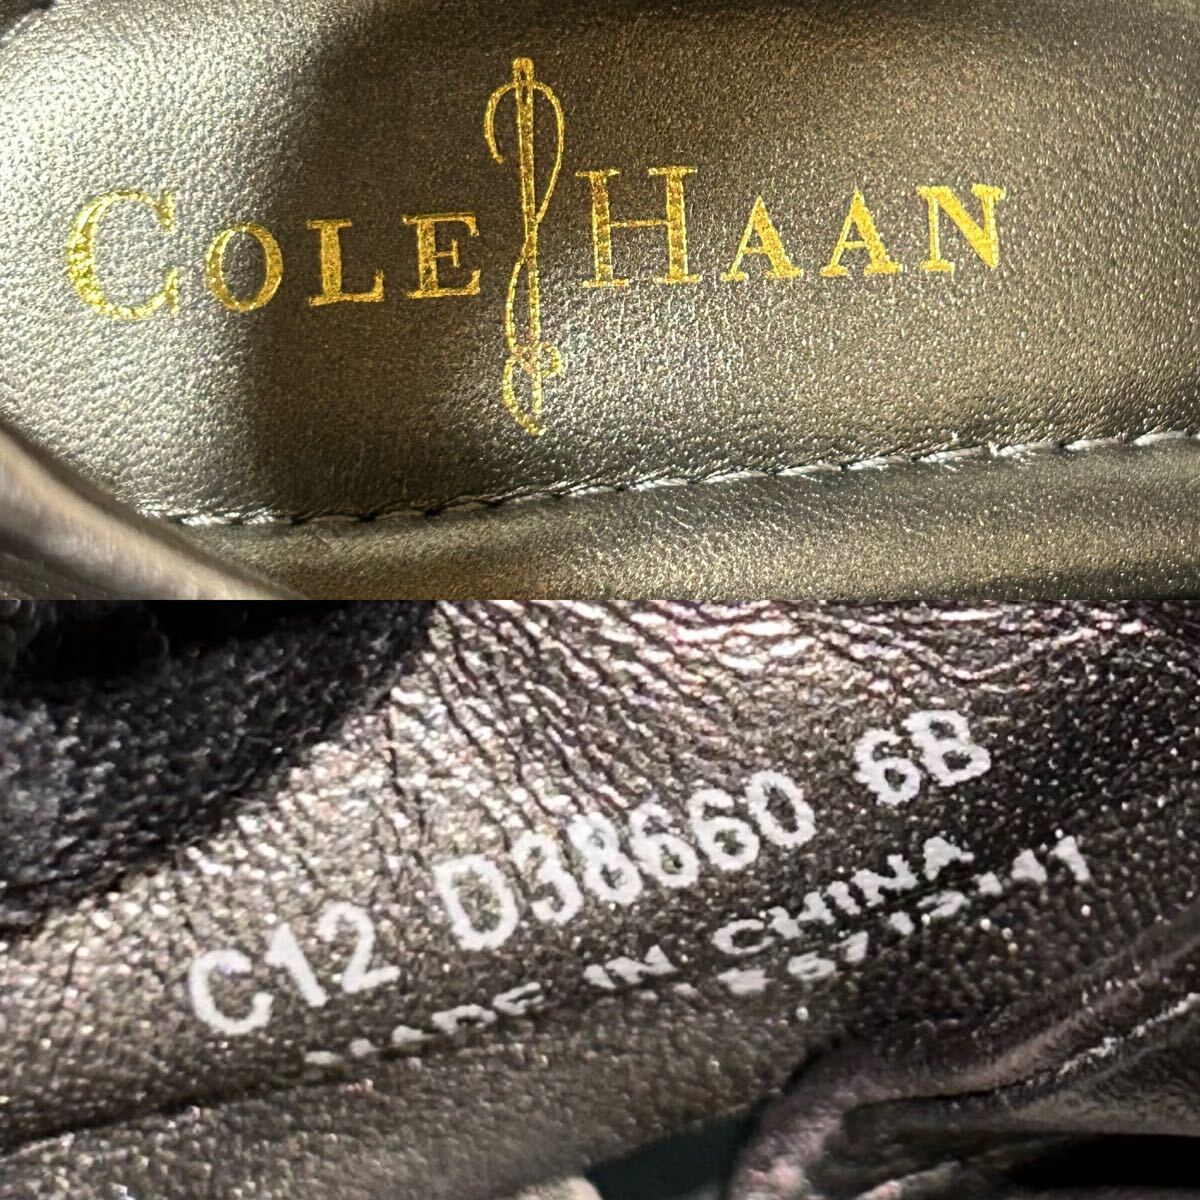 COLE HAAN
C12 D38660 6B
MADE IN CHINA